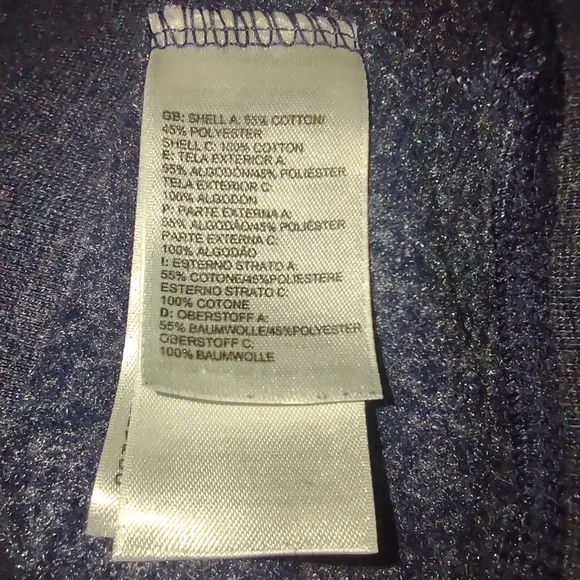 GB: SHELL A: 55% COTTON/
45% POLYESTER
SHELL C: 100% COTTON
E: TELA EXTERIOR A:
55% ALGODÓN/45% POLIÉSTER
TELA EXTERIOR C:
100% ALGODÓN
P: PARTE EXTERNA A:
55% ALGODÃO/45% POLIÉSTER
PARTE EXTERNA C:
100% ALGODÃO
I: ESTERNO STRATO A:
55% COTONE/45%POLIESTERE
ESTERNO STRATO C:
100% COTONE
D: OBERSTOFF A:
55% BAUMWOLLE/45%POLYESTER
OBERSTOFF C:
100% BAUMWOLLE